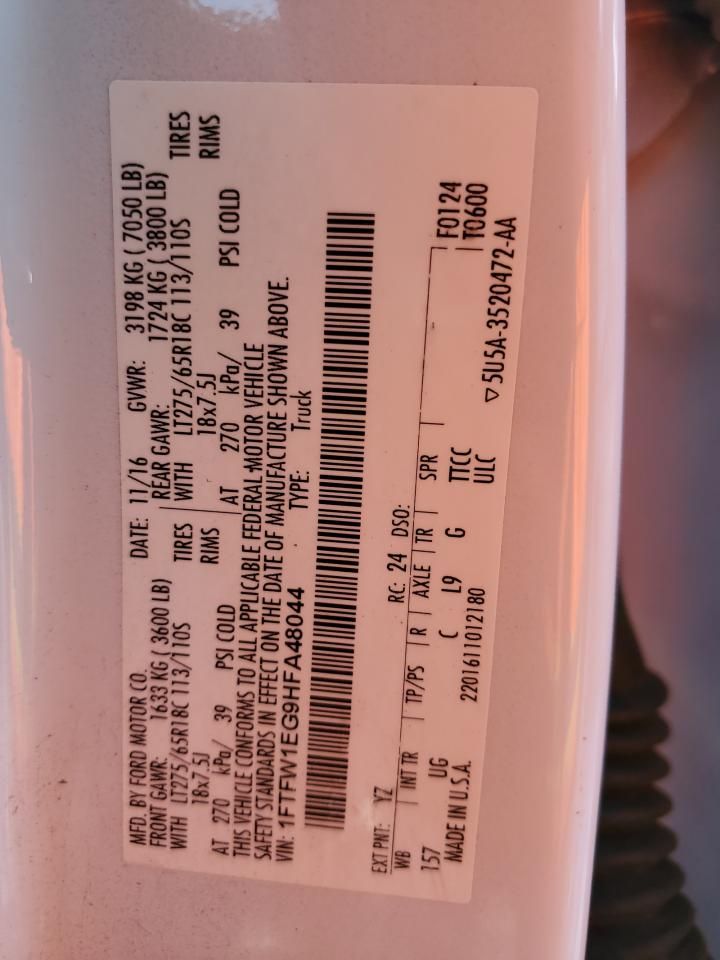 MFD. BY FORD MOTOR CO. DATE: 11/16 GVWR: 3198 KG ( 7050 LB)
FRONT GAWR: 1633 KG ( 3600 LB) REAR GAWR: 1724 KG ( 3800 LB)
WITH LT275/65R18C 113/110S TIRES WITH LT275/65R18C 113/110S TIRES
18x7.5J RIMS 18x7.5J RIMS
AT 270 kPa/ 39 PSI COLD AT 270 kPa/ 39 PSI COLD
THIS VEHICLE CONFORMS TO ALL APPLICABLE FEDERAL MOTOR VEHICLE
SAFETY STANDARDS IN EFFECT ON THE DATE OF MANUFACTURE SHOWN ABOVE.
VIN: 1FTFW1EG9HFA48044 TYPE: Truck
EXT PNT: YZ RC: 24 DSO: F0124
WB INT TR TP/PS R AXLE TR SPR T0600
157 UG C L9 G TTCC
ULC
MADE IN U.S.A. 2201611012180 ▽5U5A-3520472-AA